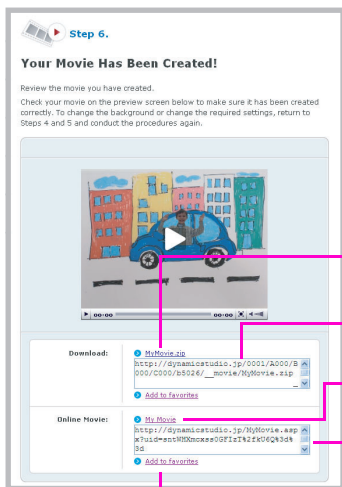 Step 6.
Your Movie Has Been Created!
Review the movie you have created.
Check your movie on the preview screen below to make sure it has been created
correctly. To change the background or change the required settings, return to
Steps 4 and 5 and conduct the procedures again.
00:00 00:00
Download:
MyMovie.zip
http://dynamicstudio.jp/0001/A000/B
000/C000/b5026/__movie/MyMovie.zip
Add to favorites
Online Movie:
My Movie
http://dynamicstudio.jp/MyMovie.asp
x?uid=sntWMXmcxss0GFIzT%2fkU6Q%3d%
3d
Add to favorites